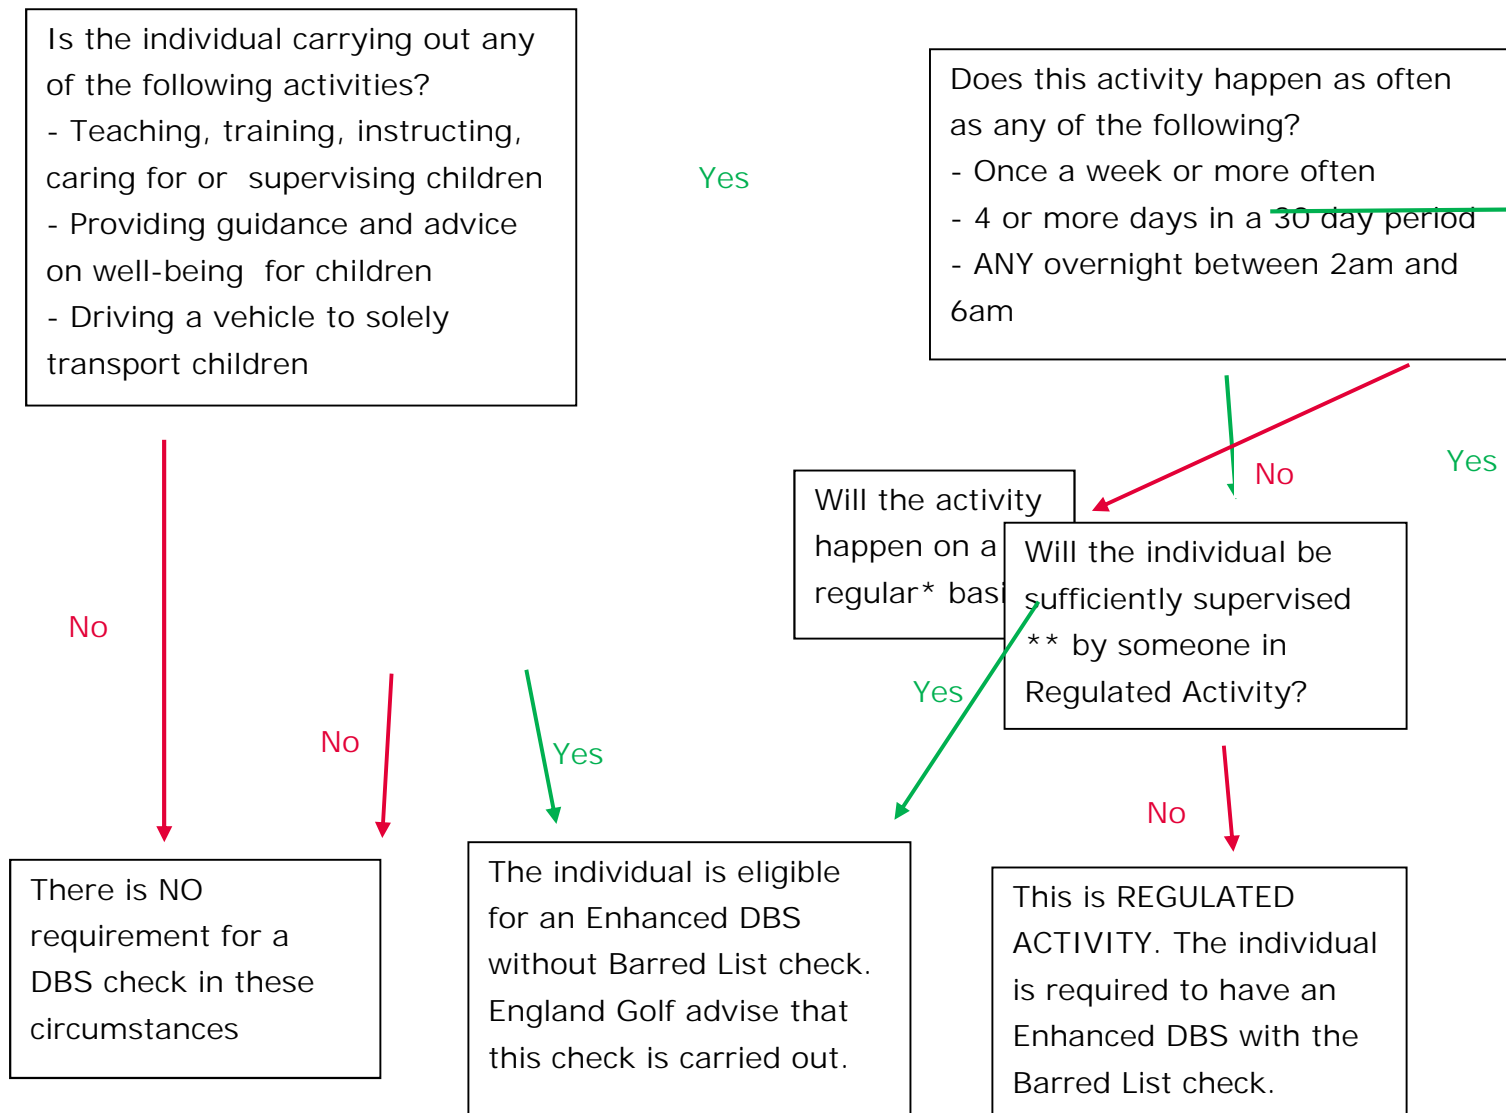 Is the individual carrying out any
of the following activities?
- Teaching, training, instructing,
caring for or supervising children
- Providing guidance and advice
on well-being for children
- Driving a vehicle to solely
transport children
Yes
Does this activity happen as often
as any of the following?
- Once a week or more often
- 4 or more days in a 30 day period
- ANY overnight between 2am and
6am
No
Yes
Will the activity
happen on a
regular* basi
Will the individual be
sufficiently supervised
** by someone in
Regulated Activity?
No
Yes
No
Yes
No
There is NO
requirement for a
DBS check in these
circumstances
The individual is eligible
for an Enhanced DBS
without Barred List check.
England Golf advise that
this check is carried out.
This is REGULATED
ACTIVITY. The individual
is required to have an
Enhanced DBS with the
Barred List check.